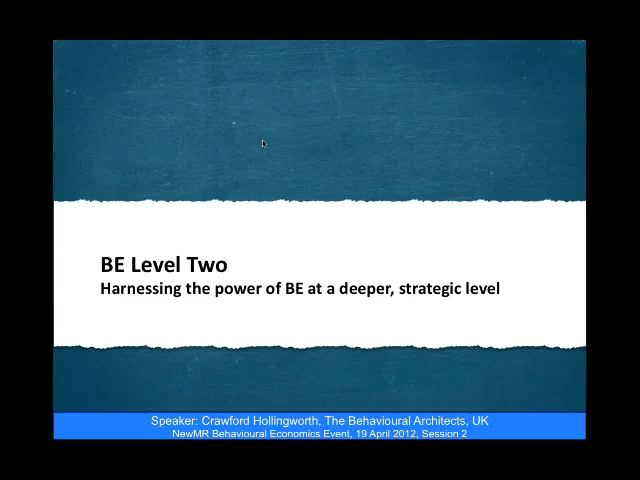 BE Level Two
Harnessing the power of BE at a deeper, strategic level
Speaker: Crawford Hollingworth, The Behavioural Architects, UK
NewMR Behavioural Economics Event, 19 April 2012, Session 2